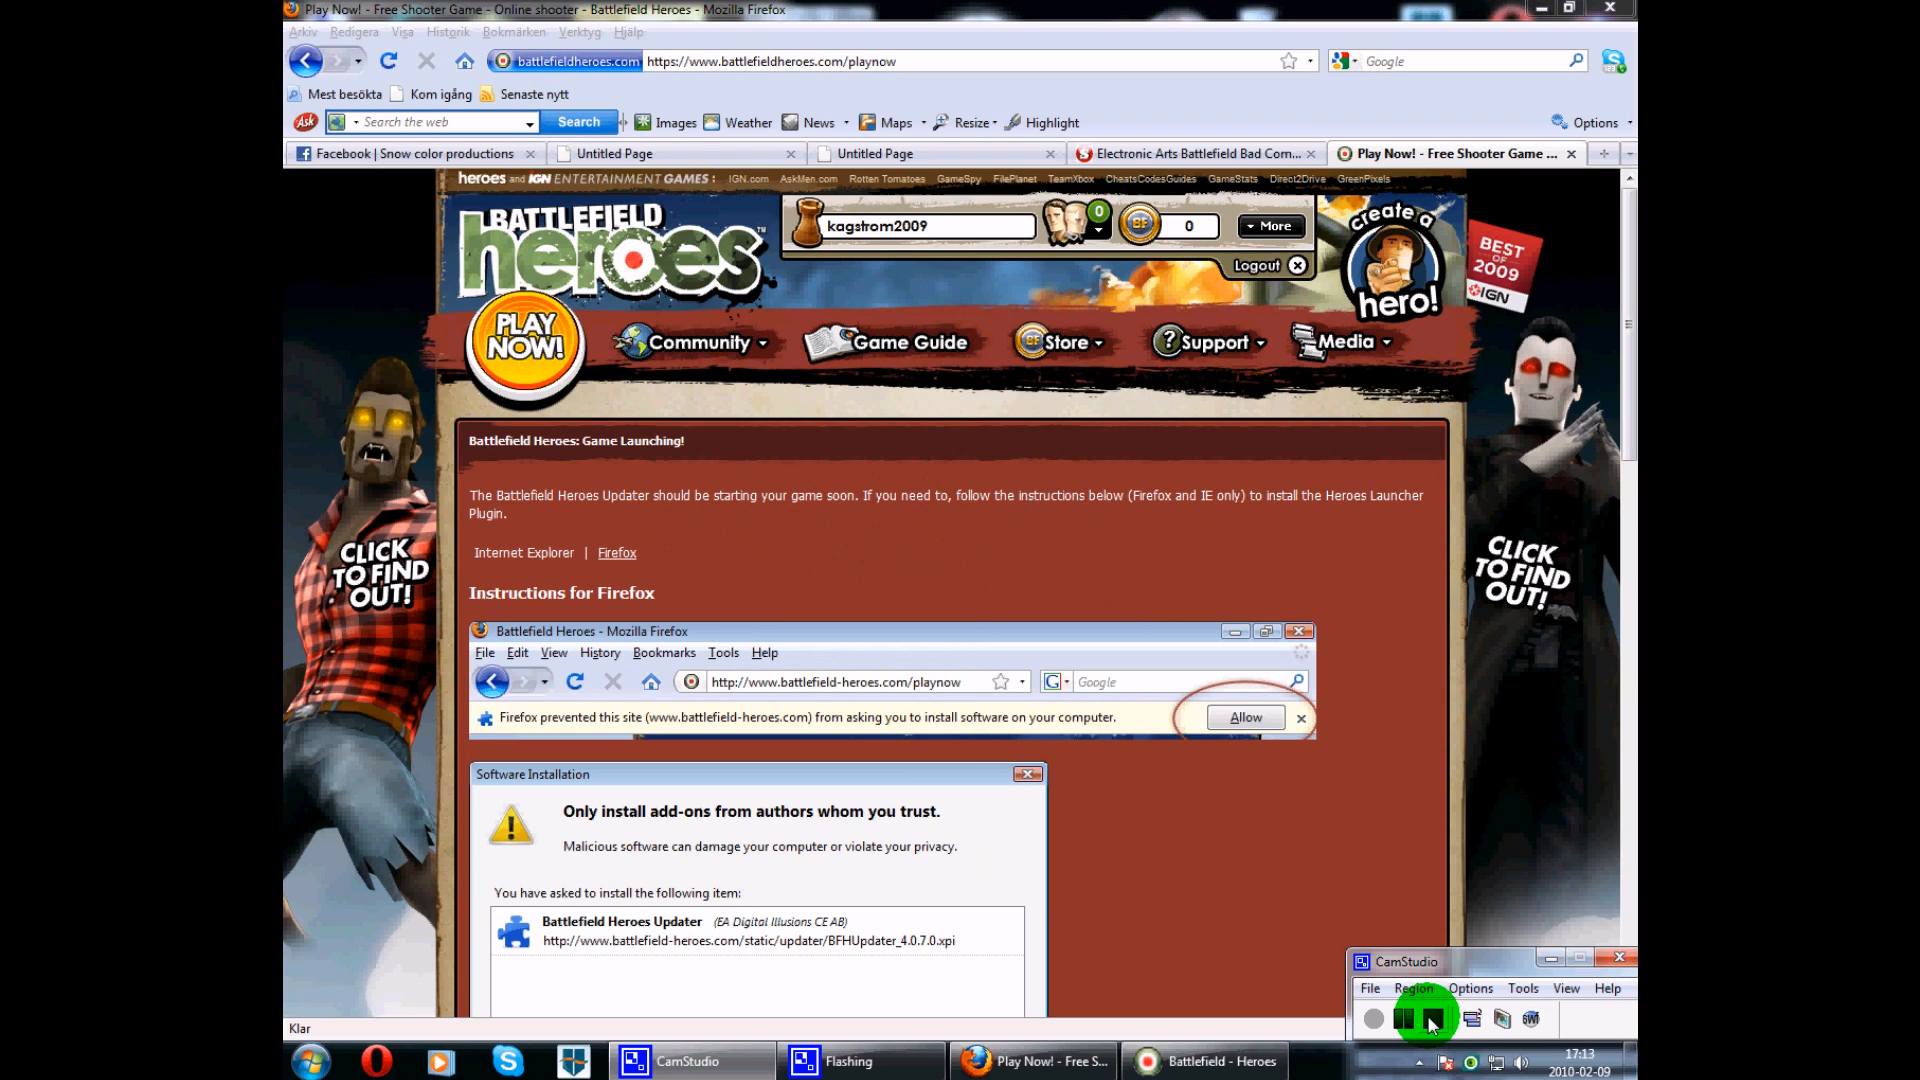 Play Now! - Free Shooter Game - Online shooter - Battlefield Heroes - Mozilla Firefox
Arkiv Redigera Visa Historik Bokmärken Verktyg Hjälp
battlefieldheroes.com https://www.battlefieldheroes.com/playnow
Google
Mest besökta Kom igång Senaste nytt
Ask Search the web Search Images Weather News Maps Resize Highlight Options
Facebook | Snow color productions Untitled Page Untitled Page Electronic Arts Battlefield Bad Com... Play Now! - Free Shooter Game ...
heroes and IGN ENTERTAINMENT GAMES : IGN.com AskMen.com Rotten Tomatoes GameSpy FilePlanet TeamXbox CheatsCodesGuides GameStats Direct2Drive GreenPixels
BATTLEFIELD heroes™
kagstrom2009 0 BF 0 More
Logout
create a hero!
BEST OF 2009 IGN
PLAY NOW! Community Game Guide BF Store ? Support Media
Battlefield Heroes: Game Launching!
The Battlefield Heroes Updater should be starting your game soon. If you need to, follow the instructions below (Firefox and IE only) to install the Heroes Launcher
Plugin.
Internet Explorer | Firefox
CLICK TO FIND OUT!
CLICK TO FIND OUT!
Instructions for Firefox
Battlefield Heroes - Mozilla Firefox
File Edit View History Bookmarks Tools Help
http://www.battlefield-heroes.com/playnow G Google
Firefox prevented this site (www.battlefield-heroes.com) from asking you to install software on your computer. Allow
Software Installation
Only install add-ons from authors whom you trust.
Malicious software can damage your computer or violate your privacy.
You have asked to install the following item:
Battlefield Heroes Updater (EA Digital Illusions CE AB)
http://www.battlefield-heroes.com/static/updater/BFHUpdater_4.0.7.0.xpi
CamStudio
File Region Options Tools View Help
Klar
CamStudio Flashing Play Now! - Free S... Battlefield - Heroes
17:13
2010-02-09